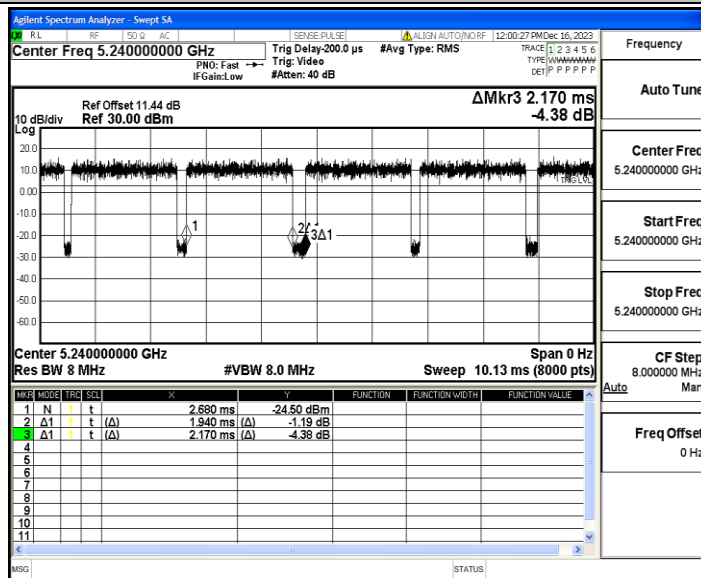 Agilent Spectrum Analyzer - Swept SA
RL RF 50 Ω AC SENSE:PULSE ALIGN AUTO/NO RF 12:00:27 PM Dec 16, 2023
Center Freq 5.240000000 GHz
PNO: Fast
IFGain:Low
Trig Delay-200.0 µs
Trig: Video
#Atten: 40 dB
#Avg Type: RMS
TRACE 1 2 3 4 5 6
TYPE
DET P P P P P P
ΔMkr3 2.170 ms
-4.38 dB
Ref Offset 11.44 dB
10 dB/div Ref 30.00 dBm
Log
20.0
10.0
0.00
-10.0
-20.0
-30.0
-40.0
-50.0
-60.0
TRIG LVL
1
3Δ1
Center 5.240000000 GHz Span 0 Hz
Res BW 8 MHz #VBW 8.0 MHz Sweep 10.13 ms (8000 pts)
MKR MODE TRC SCL X Y FUNCTION FUNCTION WIDTH FUNCTION VALUE
1 N 1 t 2.680 ms -24.50 dBm
2 Δ1 1 t (Δ) 1.940 ms (Δ) -1.19 dB
3 Δ1 1 t (Δ) 2.170 ms (Δ) -4.38 dB
4
5
6
7
8
9
10
11
MSG STATUS
Frequency
Auto Tune
Center Freq
5.240000000 GHz
Start Freq
5.240000000 GHz
Stop Freq
5.240000000 GHz
CF Step
8.000000 MHz
Auto Man
Freq Offset
0 Hz